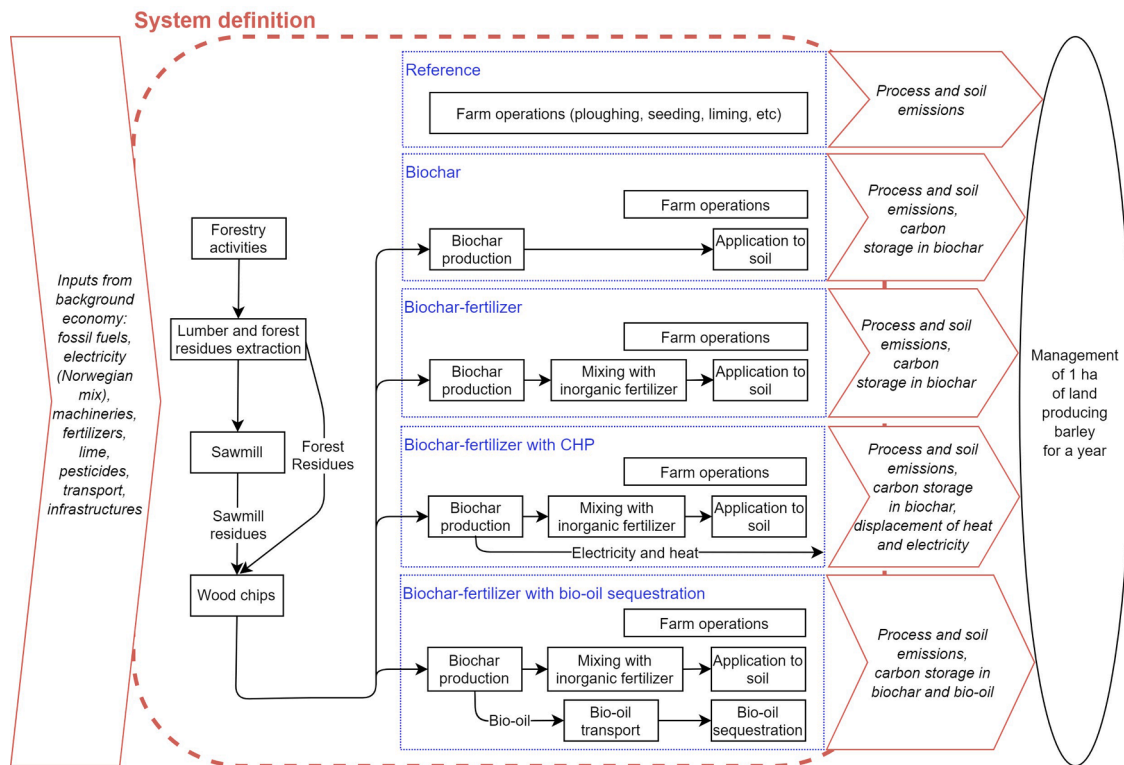 System definition
Inputs from
background
economy:
fossil fuels,
electricity
(Norwegian
mix),
machineries,
fertilizers,
lime,
pesticides,
transport,
infrastructures
Forestry
activities
Lumber and forest
residues extraction
Sawmill
Forest
Residues
Sawmill
residues
Wood chips
Reference
Farm operations (ploughing, seeding, liming, etc)
Process and soil
emissions
Biochar
Farm operations
Biochar
production
Application to
soil
Process and soil
emissions,
carbon
storage in biochar
Biochar-fertilizer
Farm operations
Biochar
production
Mixing with
inorganic fertilizer
Application to
soil
Process and soil
emissions,
carbon
storage in biochar
Biochar-fertilizer with CHP
Farm operations
Biochar
production
Mixing with
inorganic fertilizer
Application to
soil
Electricity and heat
Process and soil
emissions,
carbon storage
in biochar,
displacement of heat
and electricity
Biochar-fertilizer with bio-oil sequestration
Farm operations
Biochar
production
Mixing with
inorganic fertilizer
Application to
soil
Bio-oil
Bio-oil
transport
Bio-oil
sequestration
Process and soil
emissions,
carbon storage in
biochar and bio-oil
Management
of 1 ha
of land
producing
barley
for a year